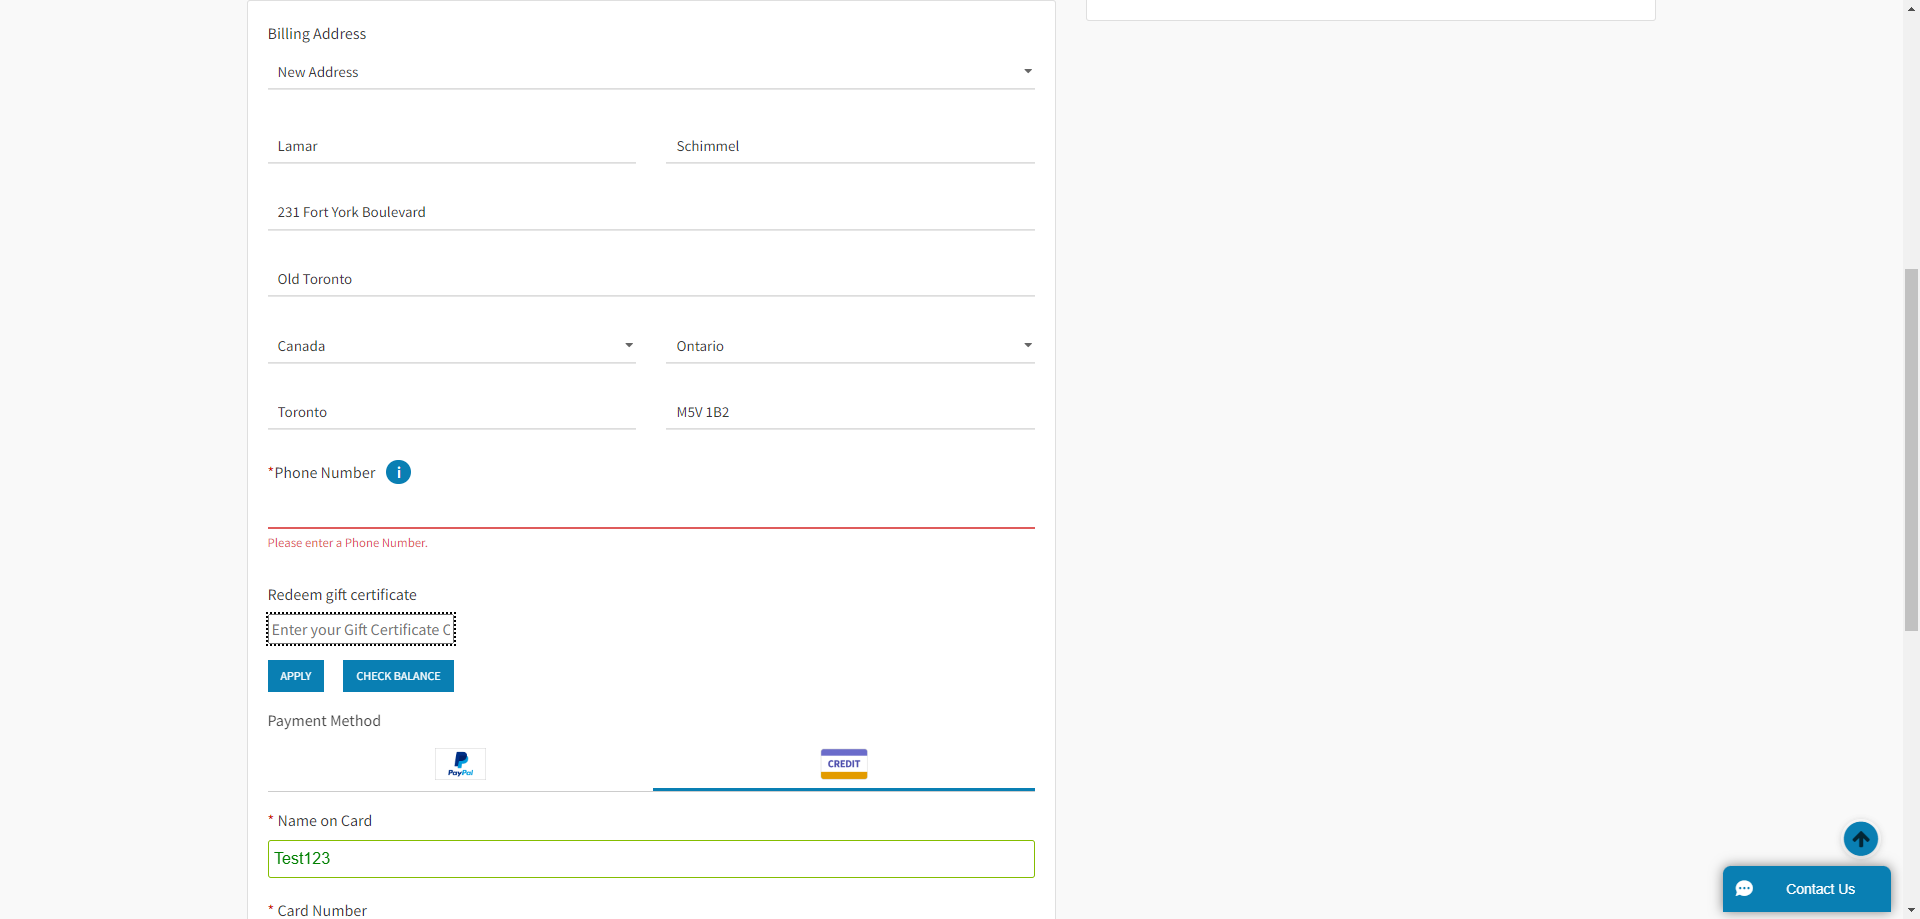 Billing Address
New Address
Lamar Schimmel
231 Fort York Boulevard
Old Toronto
Canada Ontario
Toronto M5V 1B2
*Phone Number i
Please enter a Phone Number.
Redeem gift certificate
Enter your Gift Certificate C
APPLY CHECK BALANCE
Payment Method
PayPal CREDIT
* Name on Card
Test123
Contact Us
* Card Number